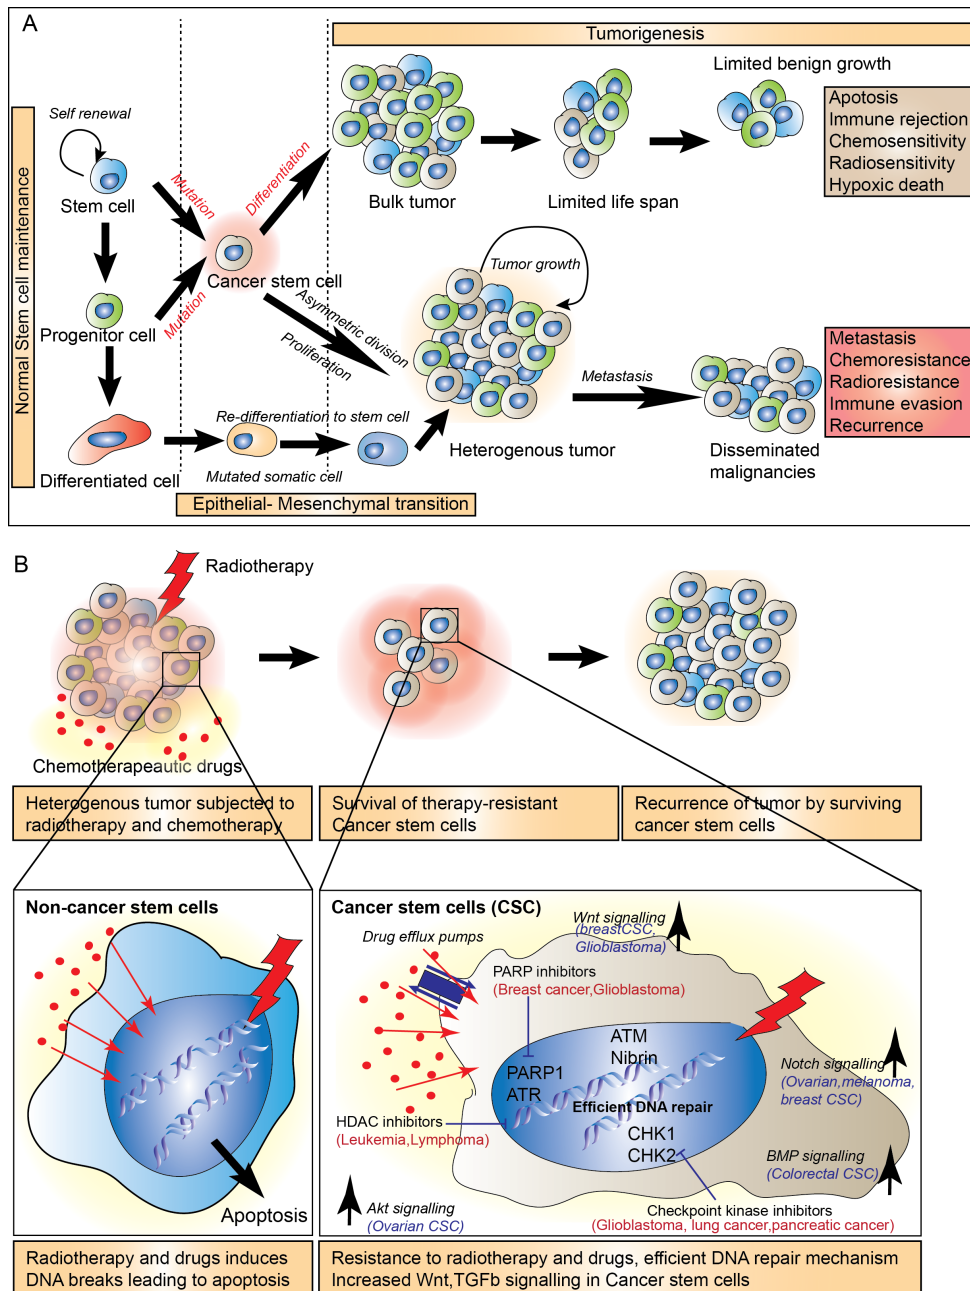 A
Tumorigenesis
Normal Stem cell maintenance
Self renewal
Stem cell
Mutation
Differentiation
Bulk tumor
Limited life span
Limited benign growth
Apotosis
Immune rejection
Chemosensitivity
Radiosensitivity
Hypoxic death
Cancer stem cell
Progenitor cell
Mutation
Asymmetric division
Proliferation
Tumor growth
Metastasis
Metastasis
Chemoresistance
Radioresistance
Immune evasion
Recurrence
Re-differentiation to stem cell
Differentiated cell
Mutated somatic cell
Heterogenous tumor
Disseminated
malignancies
Epithelial- Mesenchymal transition
B
Radiotherapy
Chemotherapeutic drugs
Heterogenous tumor subjected to
radiotherapy and chemotherapy
Survival of therapy-resistant
Cancer stem cells
Recurrence of tumor by surviving
cancer stem cells
Non-cancer stem cells
Apoptosis
Radiotherapy and drugs induces
DNA breaks leading to apoptosis
Cancer stem cells (CSC)
Wnt signalling
(breastCSC,
Glioblastoma)
Drug efflux pumps
PARP inhibitors
(Breast cancer,Glioblastoma)
ATM
Nibrin
PARP1
ATR
Efficient DNA repair
Notch signalling
(Ovarian,melanoma,
breast CSC)
HDAC inhibitors
(Leukemia,Lymphoma)
CHK1
CHK2
BMP signalling
(Colorectal CSC)
Akt signalling
(Ovarian CSC)
Checkpoint kinase inhibitors
(Glioblastoma, lung cancer,pancreatic cancer)
Resistance to radiotherapy and drugs, efficient DNA repair mechanism
Increased Wnt,TGFb signalling in Cancer stem cells